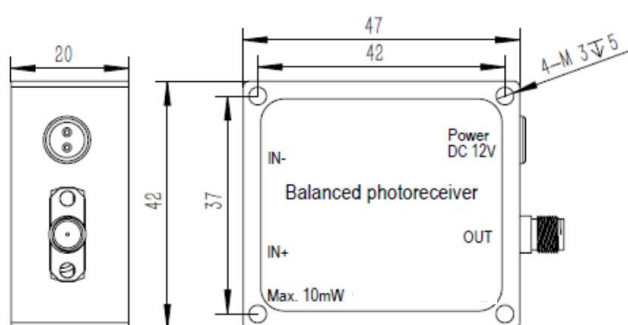 47
20
42
4-M 3↧5
Power
DC 12V
IN-
42
37
Balanced photoreceiver
OUT
IN+
Max. 10mW